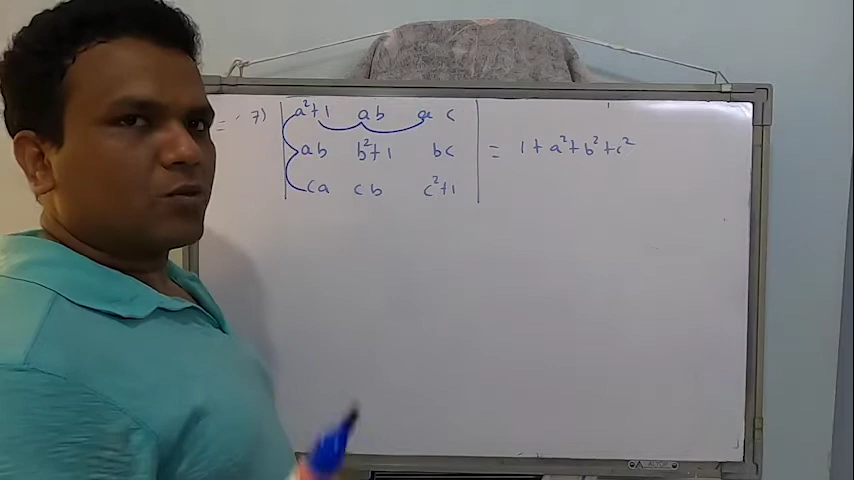 7) | a²+1 ab ac |
| ab b²+1 bc | = 1 + a² + b² + c²
| ca cb c²+1 |